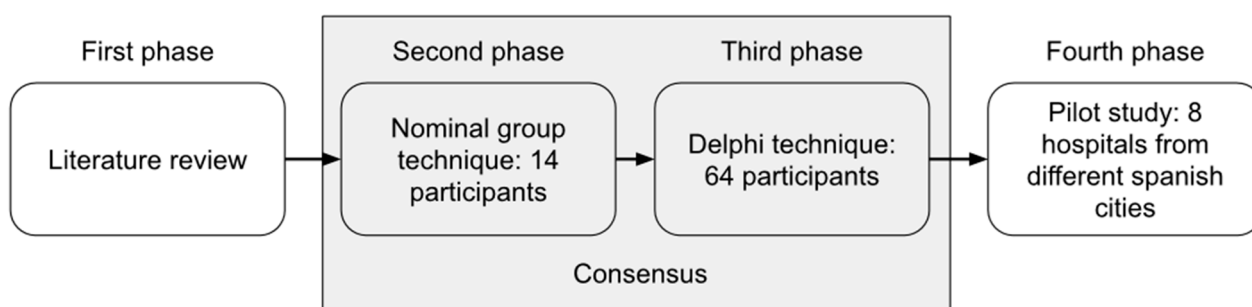 First phase
Literature review
Second phase
Nominal group
technique: 14
participants
Third phase
Delphi technique:
64 participants
Consensus
Fourth phase
Pilot study: 8
hospitals from
different spanish
cities